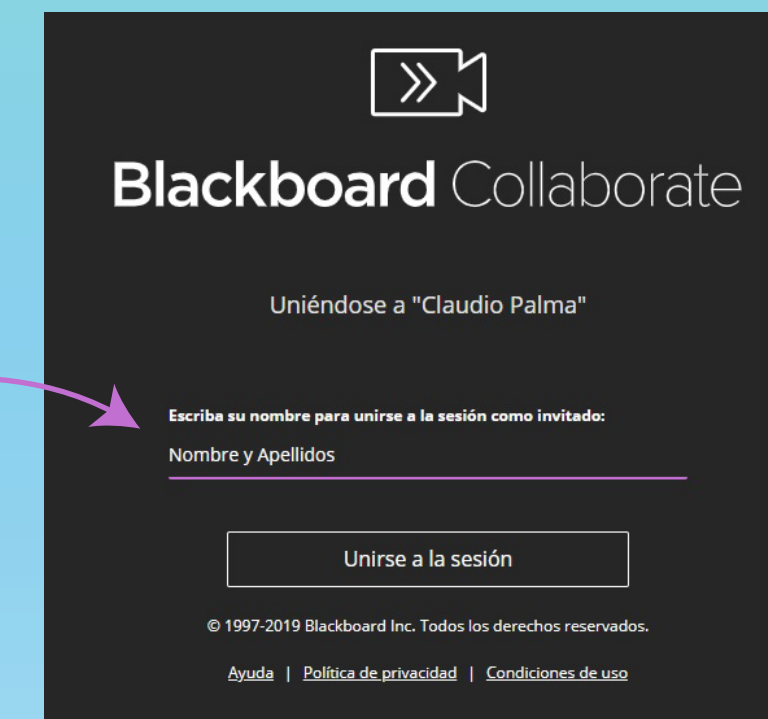 Blackboard Collaborate
Uniéndose a "Claudio Palma"
Escriba su nombre para unirse a la sesión como invitado:
Nombre y Apellidos
Unirse a la sesión
© 1997-2019 Blackboard Inc. Todos los derechos reservados.
Ayuda | Política de privacidad | Condiciones de uso